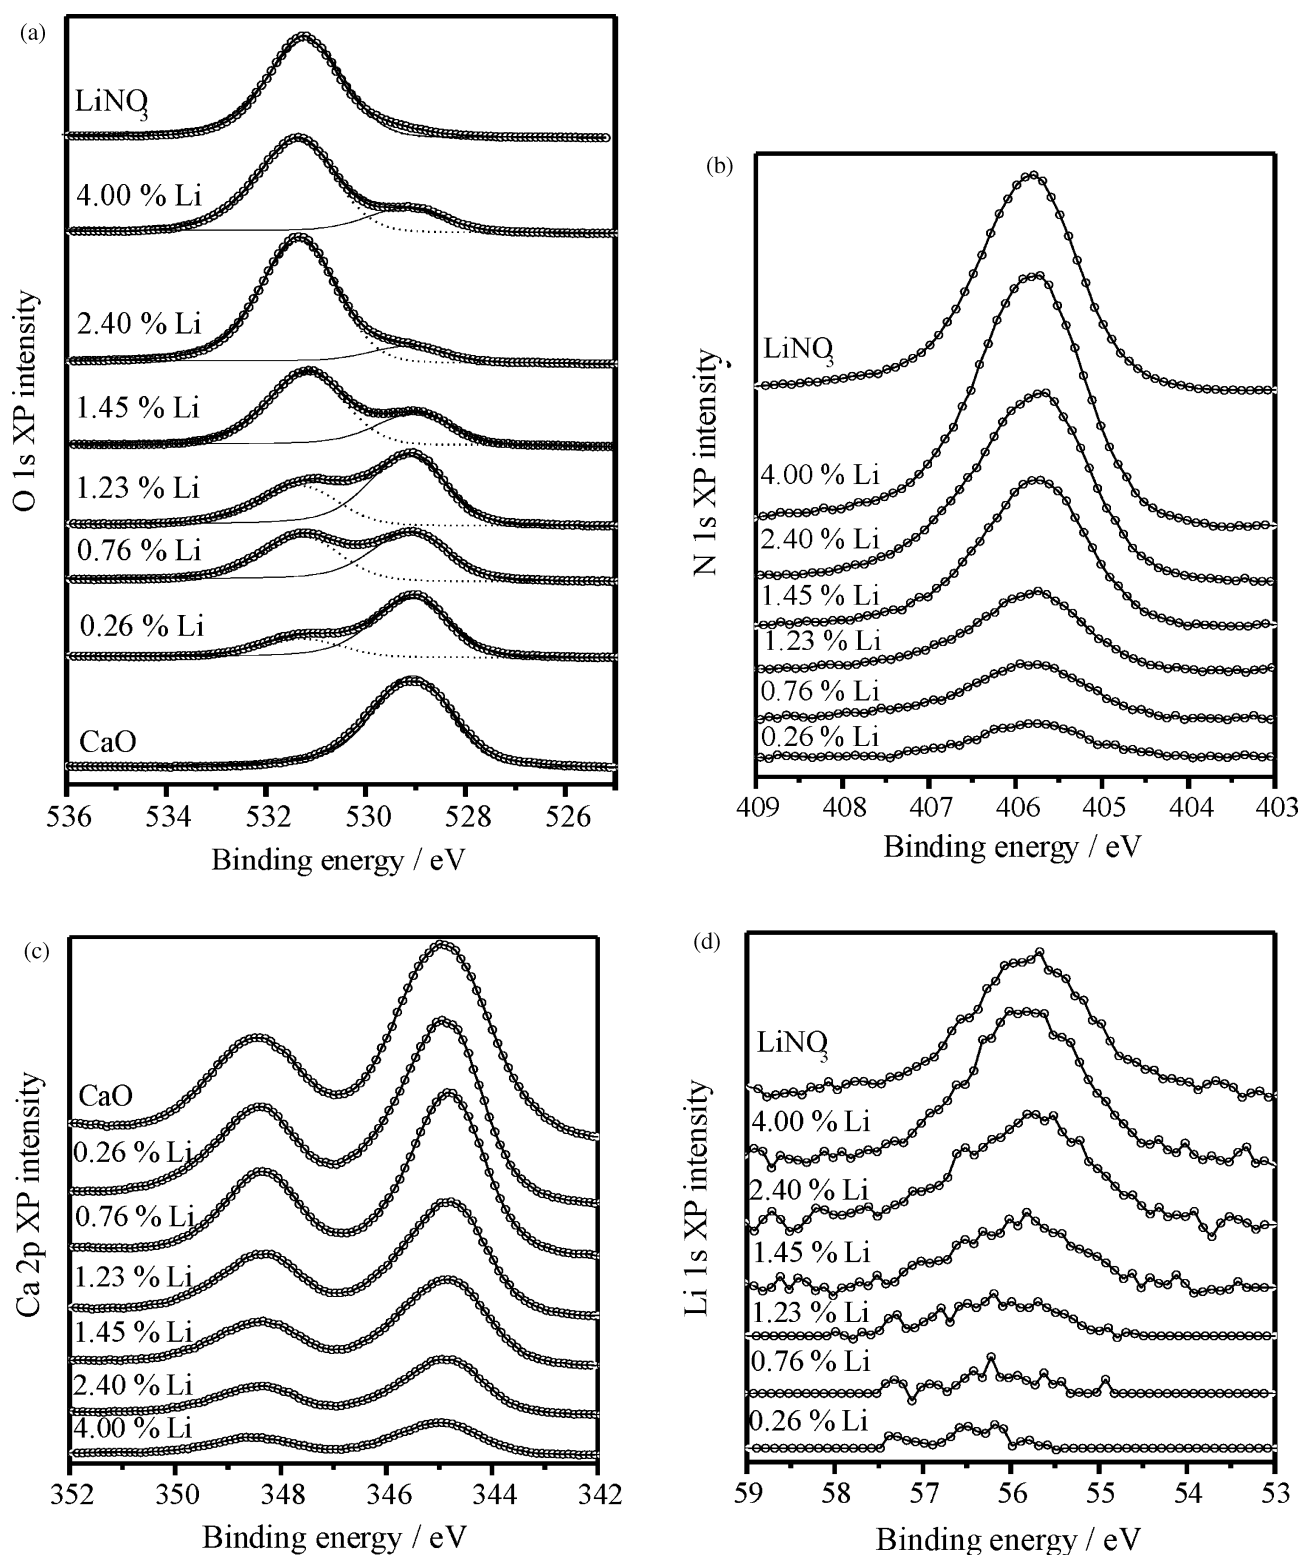 (a)
LiNO3
4.00 % Li
2.40 % Li
1.45 % Li
1.23 % Li
0.76 % Li
0.26 % Li
CaO
O 1s XP intensity
536 534 532 530 528 526
Binding energy / eV
(b)
LiNO3
4.00 % Li
2.40 % Li
1.45 % Li
1.23 % Li
0.76 % Li
0.26 % Li
N 1s XP intensity
409 408 407 406 405 404 403
Binding energy / eV
(c)
CaO
0.26 % Li
0.76 % Li
1.23 % Li
1.45 % Li
2.40 % Li
4.00 % Li
Ca 2p XP intensity
352 350 348 346 344 342
Binding energy / eV
(d)
LiNO3
4.00 % Li
2.40 % Li
1.45 % Li
1.23 % Li
0.76 % Li
0.26 % Li
Li 1s XP intensity
59 58 57 56 55 54 53
Binding energy / eV